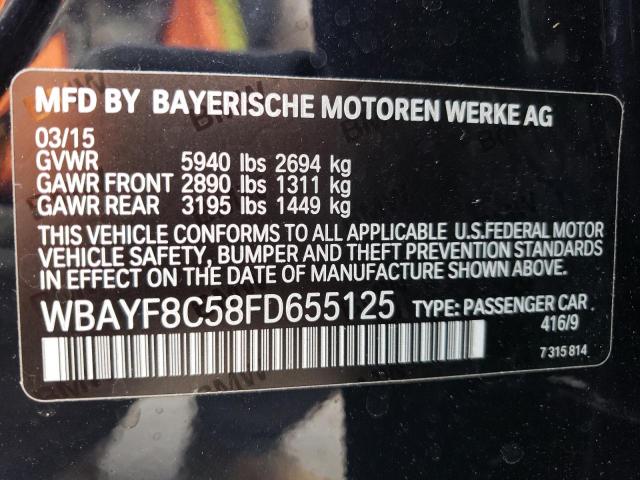 MFD BY BAYERISCHE MOTOREN WERKE AG
03/15
GVWR 5940 lbs 2694 kg
GAWR FRONT 2890 lbs 1311 kg
GAWR REAR 3195 lbs 1449 kg
THIS VEHICLE CONFORMS TO ALL APPLICABLE U.S.FEDERAL MOTOR
VEHICLE SAFETY, BUMPER AND THEFT PREVENTION STANDARDS
IN EFFECT ON THE DATE OF MANUFACTURE SHOWN ABOVE.
WBAYF8C58FD655125 TYPE: PASSENGER CAR
416/9
7 315 814